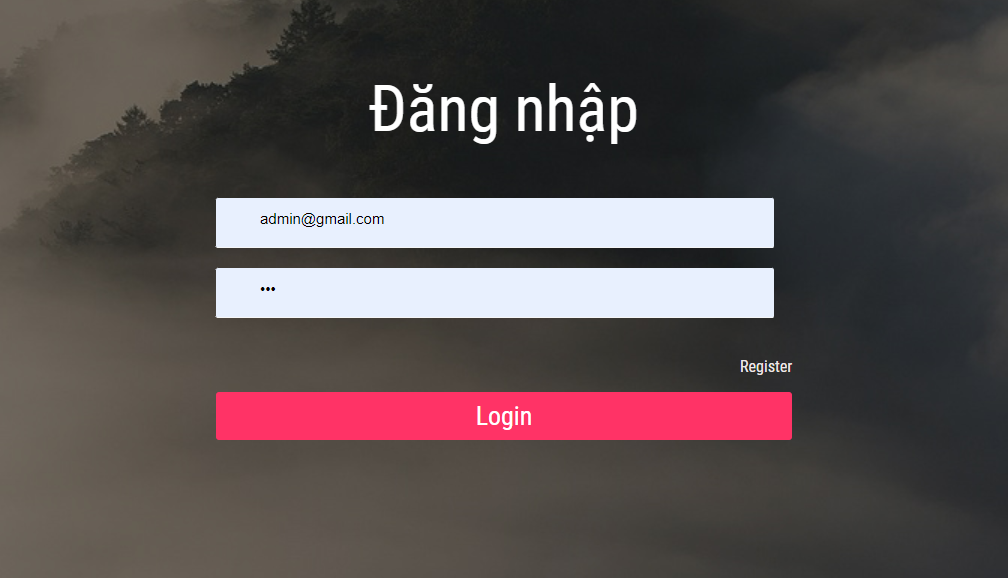 Đăng nhập
admin@gmail.com
•••
Register
Login